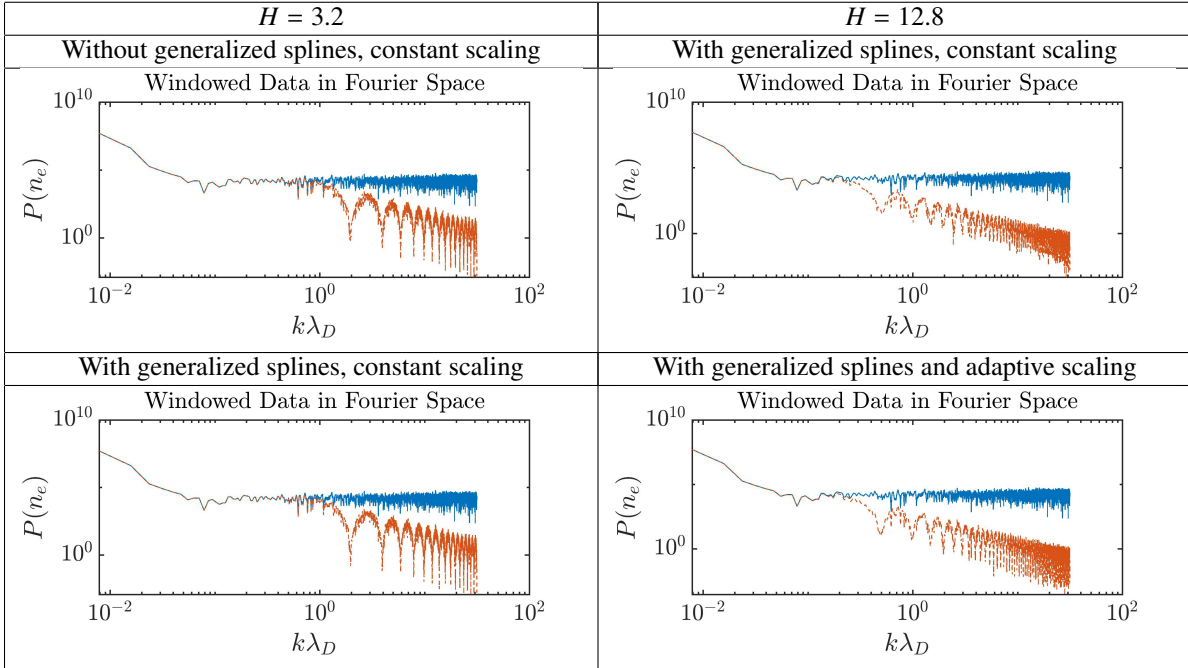 H = 3.2
H = 12.8
Without generalized splines, constant scaling
With generalized splines, constant scaling
Windowed Data in Fourier Space
10^10
10^0
P(n_e)
10^-2
10^0
10^2
kλ_D
Windowed Data in Fourier Space
10^10
10^0
P(n_e)
10^-2
10^0
10^2
kλ_D
With generalized splines, constant scaling
With generalized splines and adaptive scaling
Windowed Data in Fourier Space
10^10
10^0
P(n_e)
10^-2
10^0
10^2
kλ_D
Windowed Data in Fourier Space
10^10
10^0
P(n_e)
10^-2
10^0
10^2
kλ_D